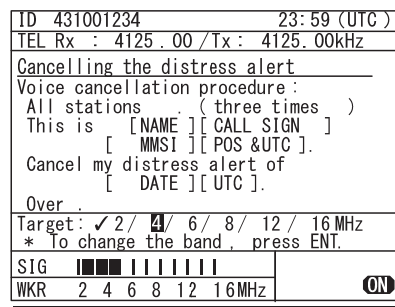 ID 431001234 23:59 (UTC)
TEL Rx : 4125.00/Tx: 4125.00kHz
Cancelling the distress alert
Voice cancellation procedure:
All stations . (three times )
This is [NAME ][ CALL SIGN ]
[ MMSI ][ POS &UTC ].
Cancel my distress alert of
[ DATE ][ UTC ].
Over .
Target: ✓2/ 4/ 6/ 8/ 12 / 16MHz
* To change the band, press ENT.
SIG
WKR 2 4 6 8 12 16MHz ON